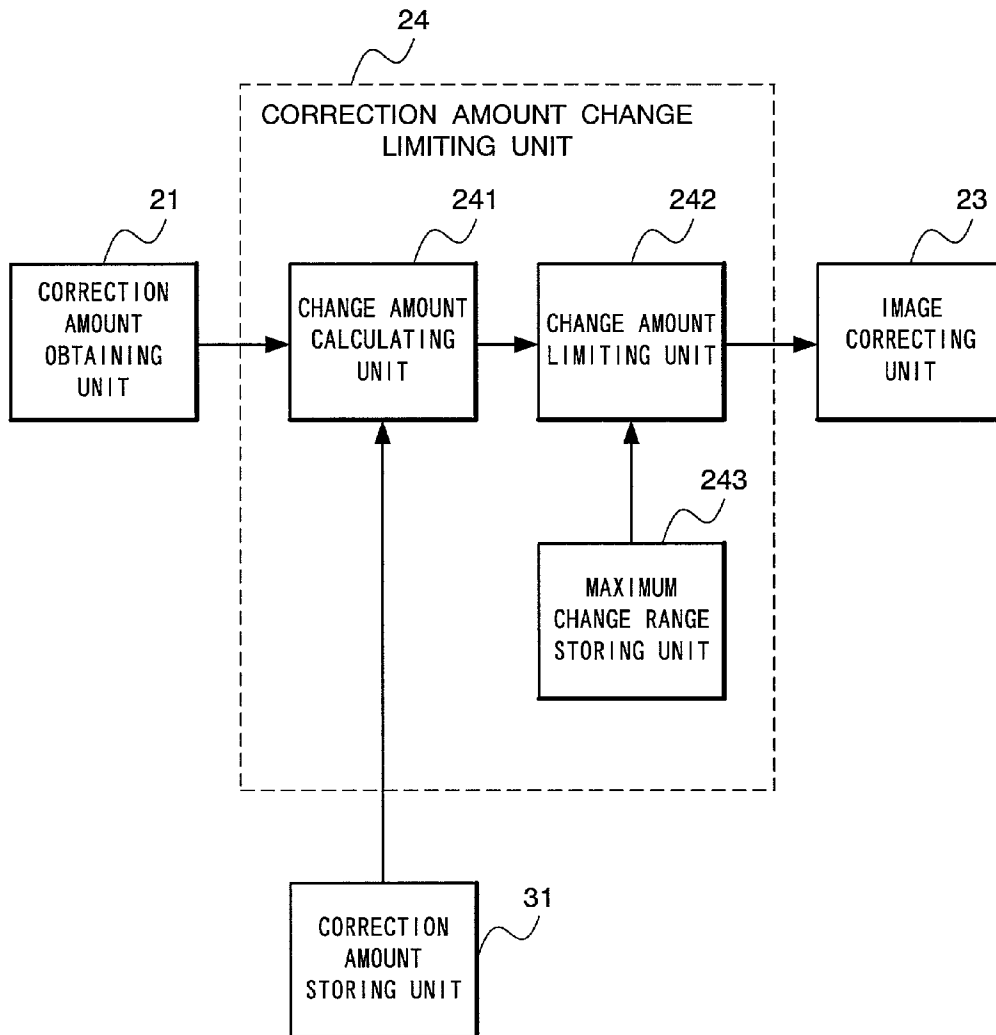 24
CORRECTION AMOUNT CHANGE
LIMITING UNIT
21
241
242
23
CORRECTION
AMOUNT
OBTAINING
UNIT
CHANGE AMOUNT
CALCULATING
UNIT
CHANGE AMOUNT
LIMITING UNIT
IMAGE
CORRECTING
UNIT
243
MAXIMUM
CHANGE RANGE
STORING UNIT
31
CORRECTION
AMOUNT
STORING UNIT